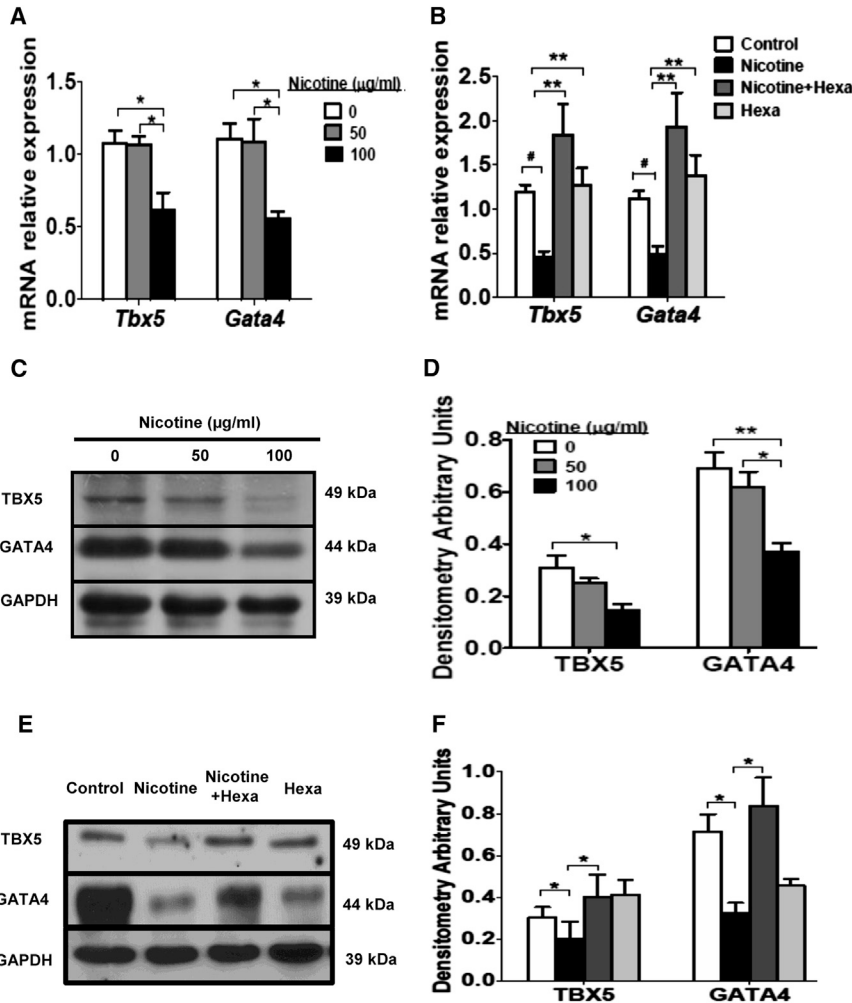 A
mRNA relative expression
1.5
1.0
0.5
0.0
* * * *
Nicotine (µg/ml)
0
50
100
Tbx5 Gata4
B
mRNA relative expression
2.5
2.0
1.5
1.0
0.5
0.0
** ** # ** ** #
Control
Nicotine
Nicotine+Hexa
Hexa
Tbx5 Gata4
C
Nicotine (µg/ml)
0 50 100
TBX5 49 kDa
GATA4 44 kDa
GAPDH 39 kDa
D
Densitometry Arbitrary Units
0.8
0.6
0.4
0.2
0.0
Nicotine (µg/ml)
0
50
100
* ** *
TBX5 GATA4
E
Control Nicotine Nicotine +Hexa Hexa
TBX5 49 kDa
GATA4 44 kDa
GAPDH 39 kDa
F
Densitometry Arbitrary Units
1.0
0.8
0.6
0.4
0.2
0.0
* * * *
TBX5 GATA4